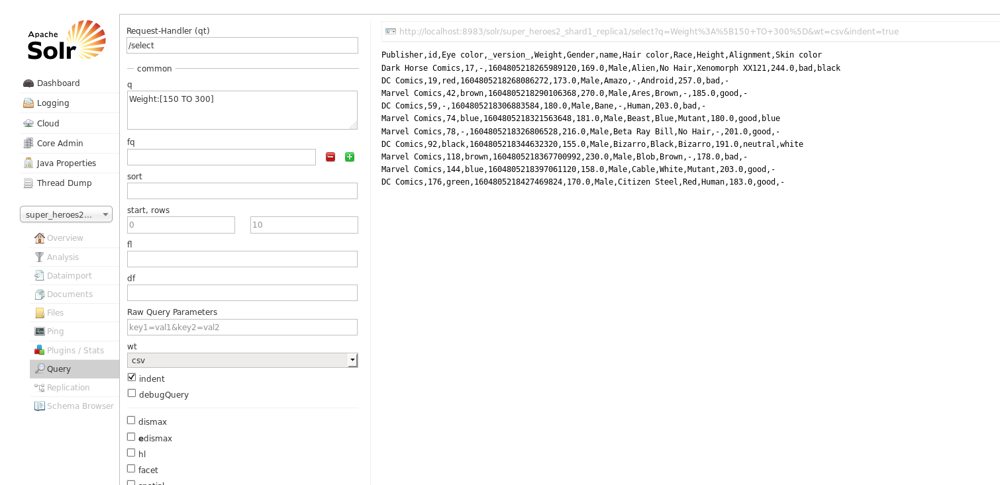 Apache
Solr
Dashboard
Logging
Cloud
Core Admin
Java Properties
Thread Dump
super_heroes2...
Overview
Analysis
Dataimport
Documents
Files
Ping
Plugins / Stats
Query
Replication
Schema Browser
Request-Handler (qt)
/select
common
q
Weight:[150 TO 300]
fq
sort
start, rows
0 10
fl
df
Raw Query Parameters
key1=val1&key2=val2
wt
csv
indent
debugQuery
dismax
edismax
hl
facet
spatial
http://localhost:8983/solr/super_heroes2_shard1_replica1/select?q=Weight%3A%5B150+TO+300%5D&wt=csv&indent=true
Publisher,id,Eye color,_version_,Weight,Gender,name,Hair color,Race,Height,Alignment,Skin color
Dark Horse Comics,17,-,1604805218265989120,169.0,Male,Alien,No Hair,Xenomorph XX121,244.0,bad,black
DC Comics,19,red,1604805218268086272,173.0,Male,Amazo,-,Android,257.0,bad,-
Marvel Comics,42,brown,1604805218290106368,270.0,Male,Ares,Brown,-,185.0,good,-
DC Comics,59,-,1604805218306883584,180.0,Male,Bane,-,Human,203.0,bad,-
Marvel Comics,74,blue,1604805218321563648,181.0,Male,Beast,Blue,Mutant,180.0,good,blue
Marvel Comics,78,-,1604805218326806528,216.0,Male,Beta Ray Bill,No Hair,-,201.0,good,-
DC Comics,92,black,1604805218344632320,155.0,Male,Bizarro,Black,Bizarro,191.0,neutral,white
Marvel Comics,118,brown,1604805218367700992,230.0,Male,Blob,Brown,-,178.0,bad,-
Marvel Comics,144,blue,1604805218397061120,158.0,Male,Cable,White,Mutant,203.0,good,-
DC Comics,176,green,1604805218427469824,170.0,Male,Citizen Steel,Red,Human,183.0,good,-